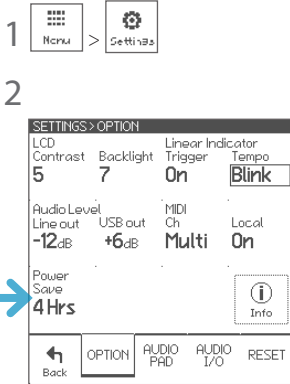 1
Menu
>
Settings
2
SETTINGS>OPTION
LCD
Contrast Backlight
5 7
Linear Indicator
Trigger Tempo
On Blink
Audio Level
Line out USB out
-12dB +6dB
MIDI
Ch Local
Multi On
Power
Save
4 Hrs
Info
Back
OPTION
AUDIO
PAD
AUDIO
I/O
RESET